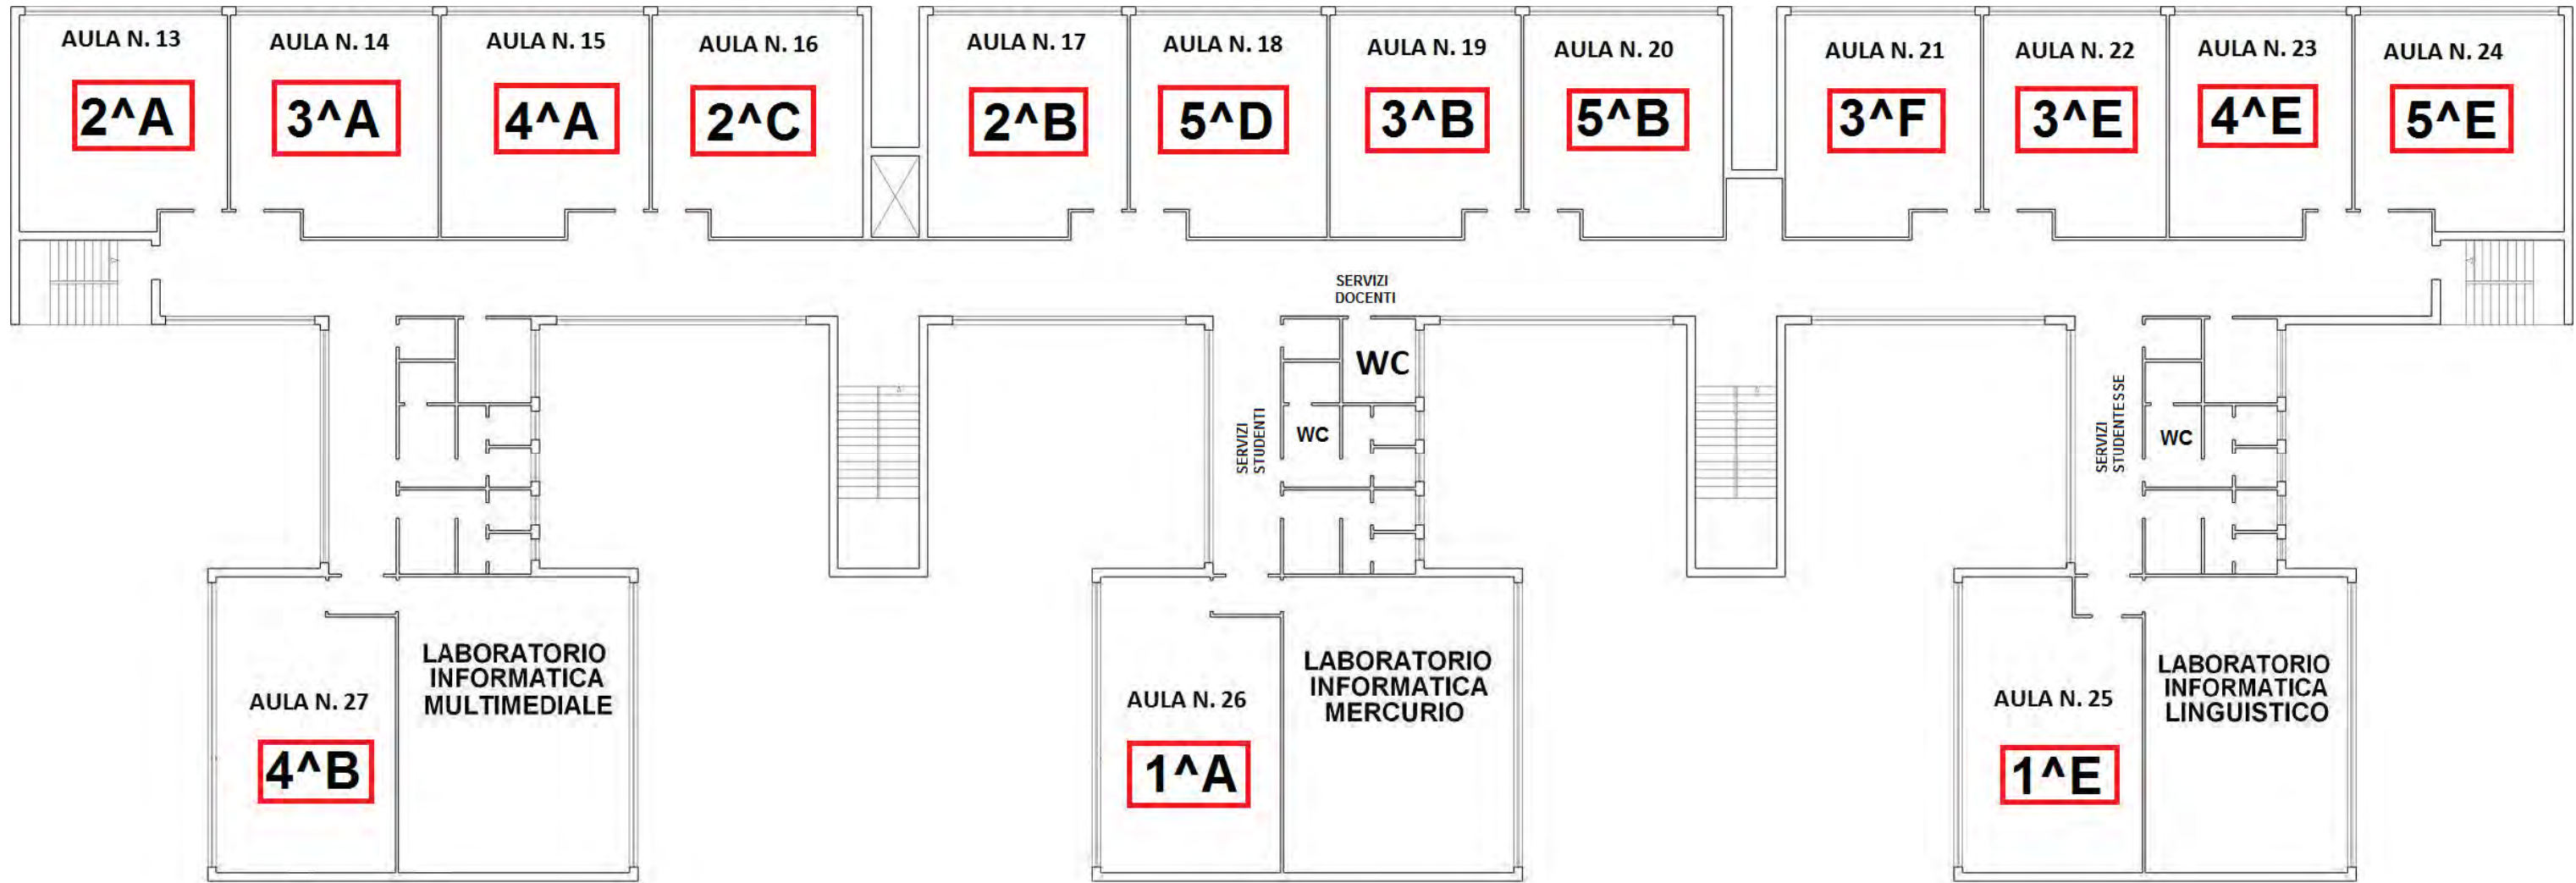 AULA N. 13
2^A
AULA N. 14
3^A
AULA N. 15
4^A
AULA N. 16
2^C
AULA N. 17
2^B
AULA N. 18
5^D
AULA N. 19
3^B
AULA N. 20
5^B
AULA N. 21
3^F
AULA N. 22
3^E
AULA N. 23
4^E
AULA N. 24
5^E
SERVIZI
DOCENTI
WC
SERVIZI
STUDENTI
WC
SERVIZI
STUDENTESSE
WC
AULA N. 27
4^B
LABORATORIO
INFORMATICA
MULTIMEDIALE
AULA N. 26
1^A
LABORATORIO
INFORMATICA
MERCURIO
AULA N. 25
1^E
LABORATORIO
INFORMATICA
LINGUISTICO